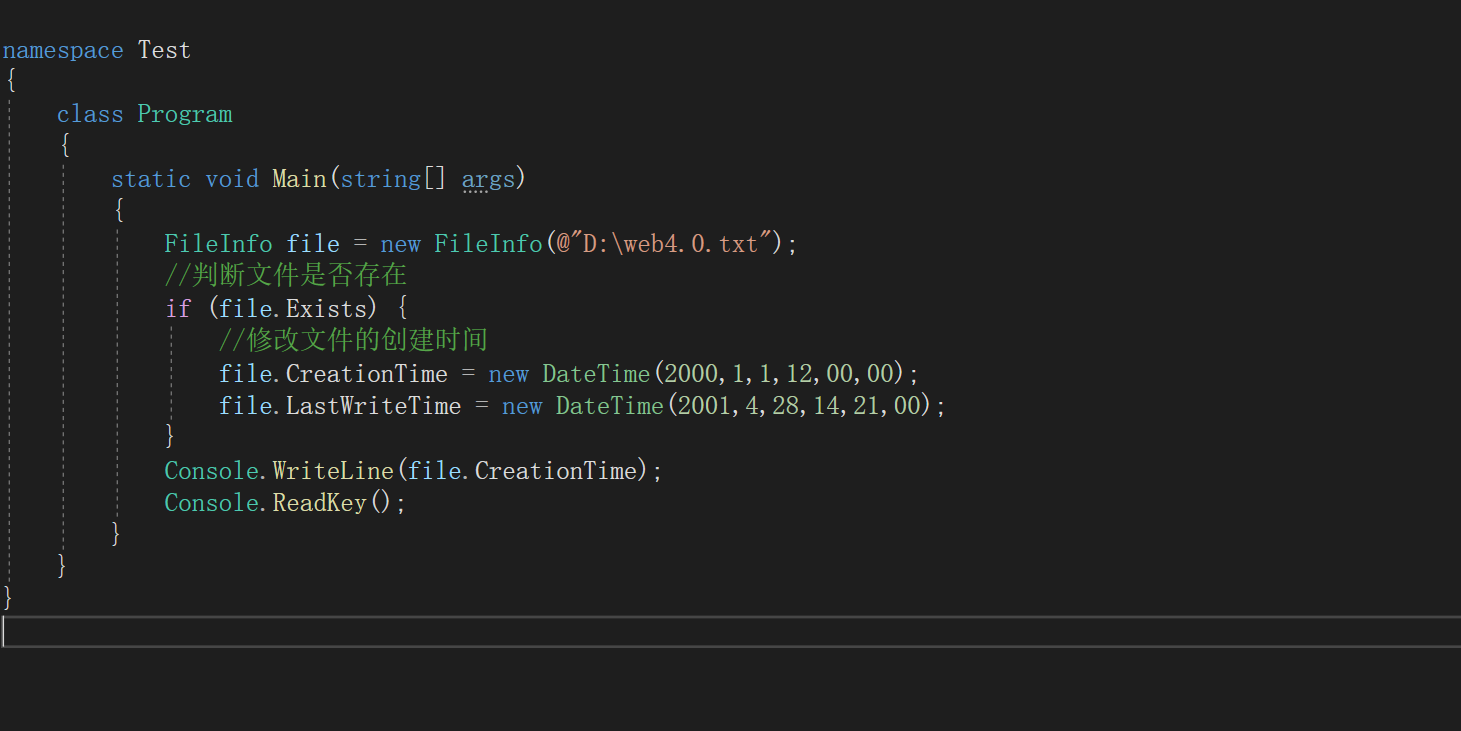 namespace Test
{
class Program
{
static void Main(string[] args)
{
FileInfo file = new FileInfo(@"D:\web4.0.txt");
//判断文件是否存在
if (file.Exists) {
//修改文件的创建时间
file.CreationTime = new DateTime(2000,1,1,12,00,00);
file.LastWriteTime = new DateTime(2001,4,28,14,21,00);
}
Console.WriteLine(file.CreationTime);
Console.ReadKey();
}
}
}